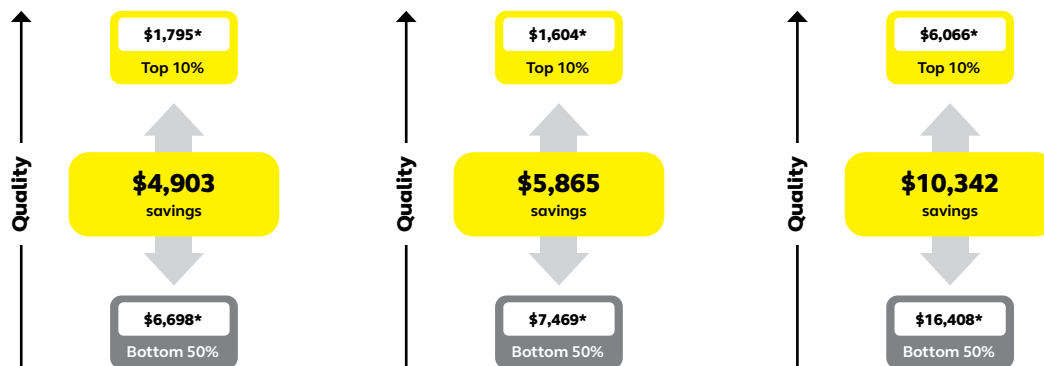 Quality
$1,795*
Top 10%
$4,903
savings
$6,698*
Bottom 50%
Quality
$1,604*
Top 10%
$5,865
savings
$7,469*
Bottom 50%
Quality
$6,066*
Top 10%
$10,342
savings
$16,408*
Bottom 50%